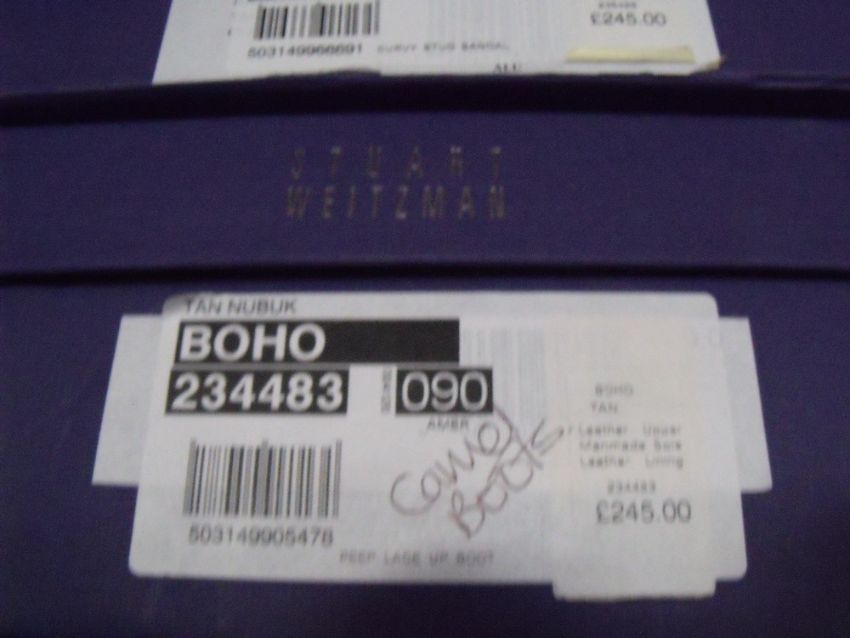 £245.00
503149966691 CURVY STUD SANDAL
STUART
WEITZMAN
TAN NUBUK
BOHO
234483
090
AMER
Camel
Boots
503149905478
PEEP LACE UP BOOT
BOHO
TAN
Leather Upper
Manmade Sole
Leather Lining
234483
£245.00